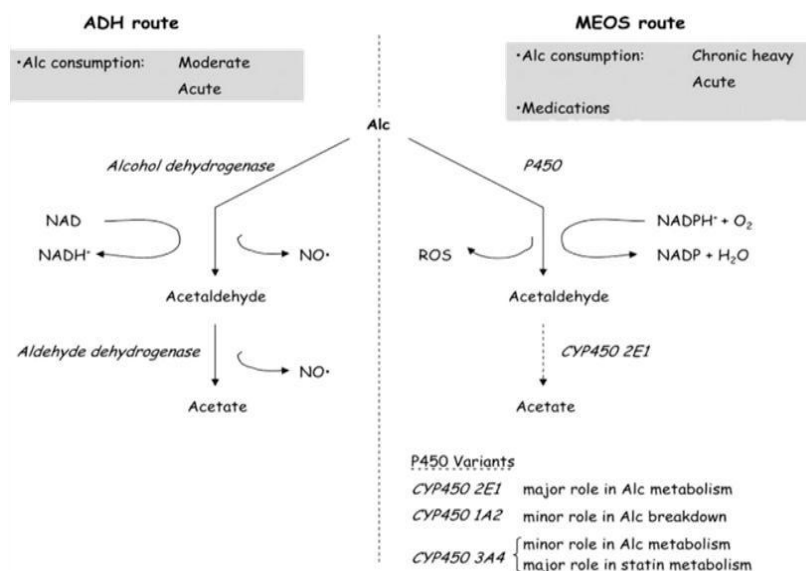 ADH route
•Alc consumption: Moderate
Acute
MEOS route
•Alc consumption: Chronic heavy
Acute
•Medications
Alc
Alcohol dehydrogenase
NAD
NADH⁺
NO•
Acetaldehyde
Aldehyde dehydrogenase
NO•
Acetate
P450
NADPH⁺ + O₂
ROS
NADP + H₂O
Acetaldehyde
CYP450 2E1
Acetate
P450 Variants
CYP450 2E1 major role in Alc metabolism
CYP450 1A2 minor role in Alc breakdown
CYP450 3A4 minor role in Alc metabolism
major role in statin metabolism